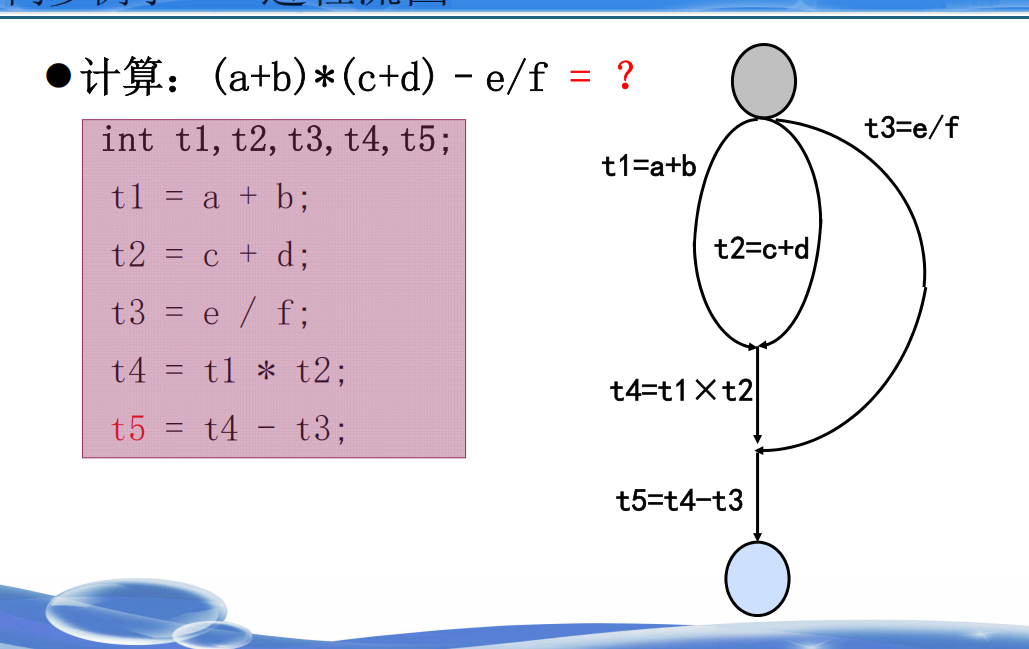 ● 计算：(a+b)*(c+d) - e/f = ？
int t1,t2,t3,t4,t5;
t1 = a + b;
t2 = c + d;
t3 = e / f;
t4 = t1 * t2;
t5 = t4 - t3;
t3=e/f
t1=a+b
t2=c+d
t4=t1×t2
t5=t4-t3